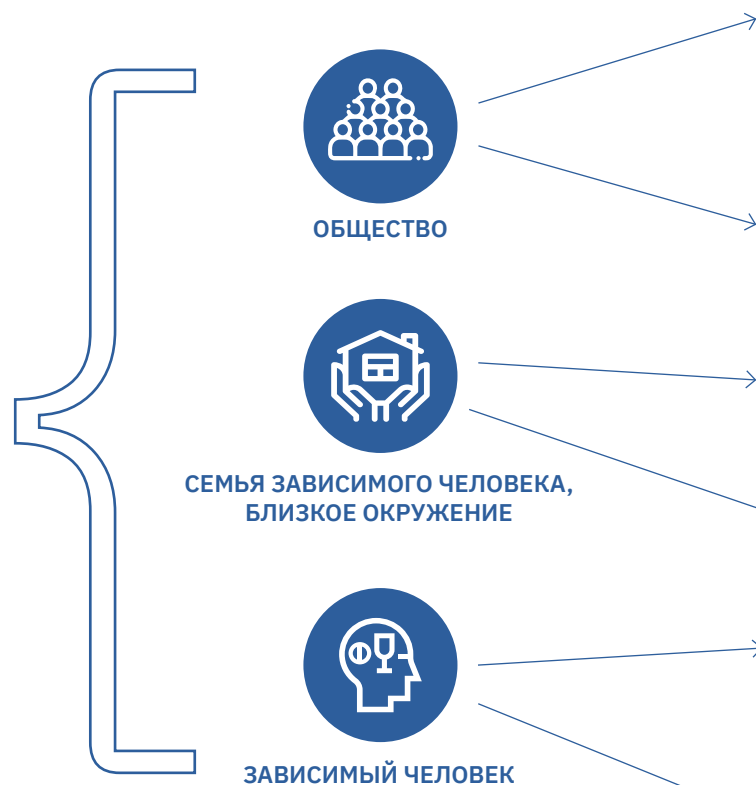 ОБЩЕСТВО
СЕМЬЯ ЗАВИСИМОГО ЧЕЛОВЕКА,
БЛИЗКОЕ ОКРУЖЕНИЕ
ЗАВИСИМЫЙ ЧЕЛОВЕК